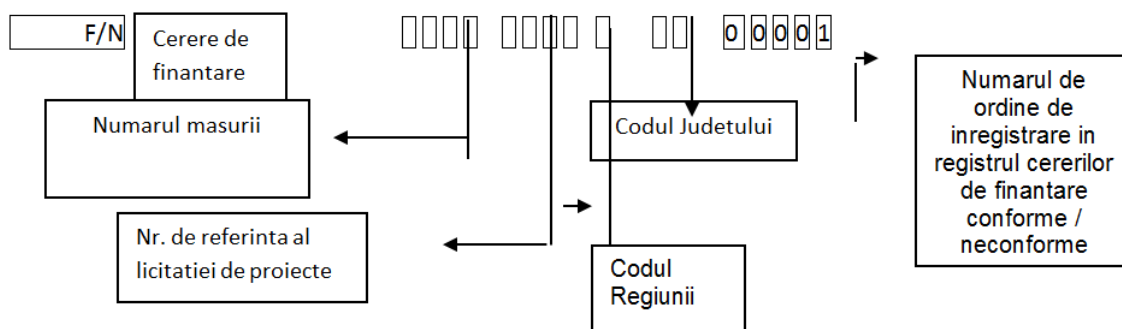 F/N
Cerere de
finantare
0 0 0 0 1
Numarul masurii
Codul Judetului
Numarul de
ordine de
inregistrare in
registrul cererilor
de finantare
conforme /
neconforme
Nr. de referinta al
licitatiei de proiecte
Codul
Regiunii